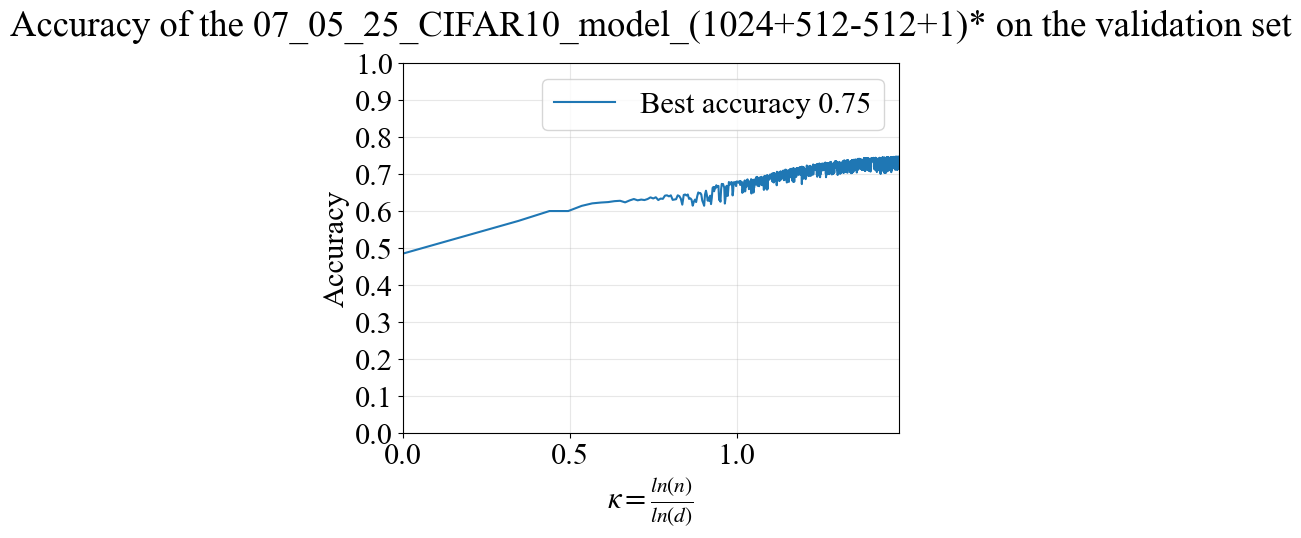 Accuracy of the 07_05_25_CIFAR10_model_(1024+512-512+1)* on the validation set
1.0
0.9
0.8
0.7
0.6
0.5
0.4
0.3
0.2
0.1
0.0
Accuracy
Best accuracy 0.75
0.0 0.5 1.0
κ = ln(n) / ln(d)